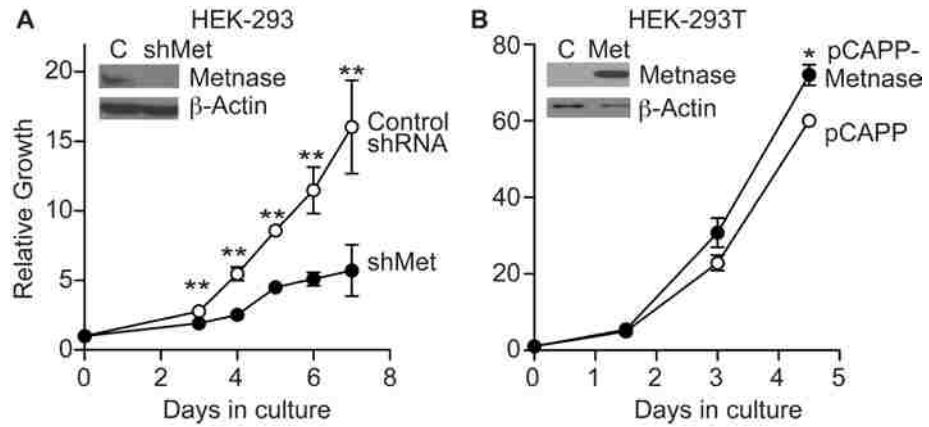 A
HEK-293
C shMet
Metnase
β-Actin
Relative Growth
20
15
10
5
0
**
**
**
**
**
Control
shRNA
shMet
0 2 4 6 8
Days in culture
B
HEK-293T
C Met
Metnase
β-Actin
80
60
40
20
0
* pCAPP-
Metnase
pCAPP
0 1 2 3 4 5
Days in culture